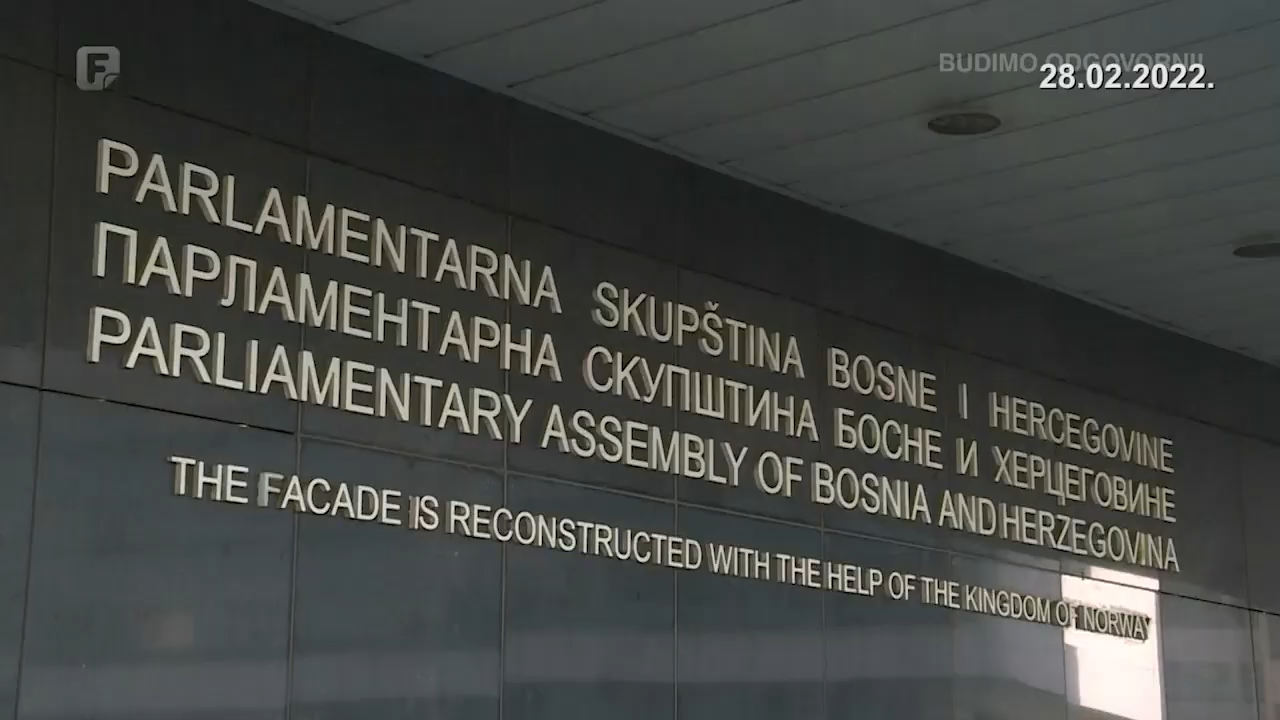 F
BUDIMO ODGOVORNI!
28.02.2022.
PARLAMENTARNA SKUPŠTINA BOSNE I HERCEGOVINE
ПАРЛАМЕНТАРНА СКУПШТИНА БОСНЕ И ХЕРЦЕГОВИНЕ
PARLIAMENTARY ASSEMBLY OF BOSNIA AND HERZEGOVINA
THE FACADE IS RECONSTRUCTED WITH THE HELP OF THE KINGDOM OF NORWAY